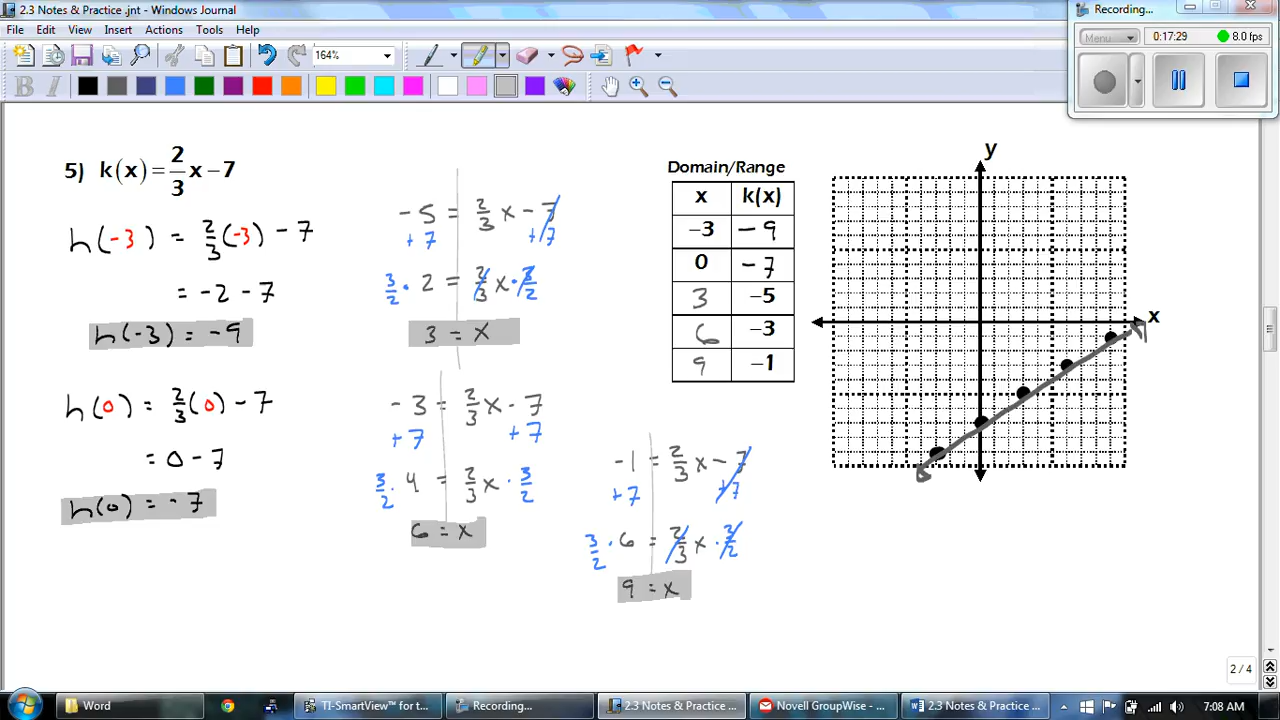 2.3 Notes & Practice .jnt - Windows Journal
File Edit View Insert Actions Tools Help
164%
B I
Recording...
Menu
0:17:29
8.0 fps
5) k(x) = 2/3 x - 7
h(-3) = 2/3 (-3) - 7
= -2 - 7
h(-3) = -9
h(0) = 2/3 (0) - 7
= 0 - 7
h(0) = -7
-5 = 2/3 x - 7
+7 +7
3/2 · 2 = 2/3 x · 3/2
3 = x
-3 = 2/3 x - 7
+7 +7
3/2 · 4 = 2/3 x · 3/2
6 = x
-1 = 2/3 x - 7
+7 +7
3/2 · 6 = 2/3 x · 3/2
9 = x
Domain/Range
x k(x)
-3 -9
0 -7
3 -5
6 -3
9 -1
y
x
2 / 4
Word
TI-SmartView™ for t...
Recording...
2.3 Notes & Practice ...
Novell GroupWise - ...
2.3 Notes & Practice ...
7:08 AM